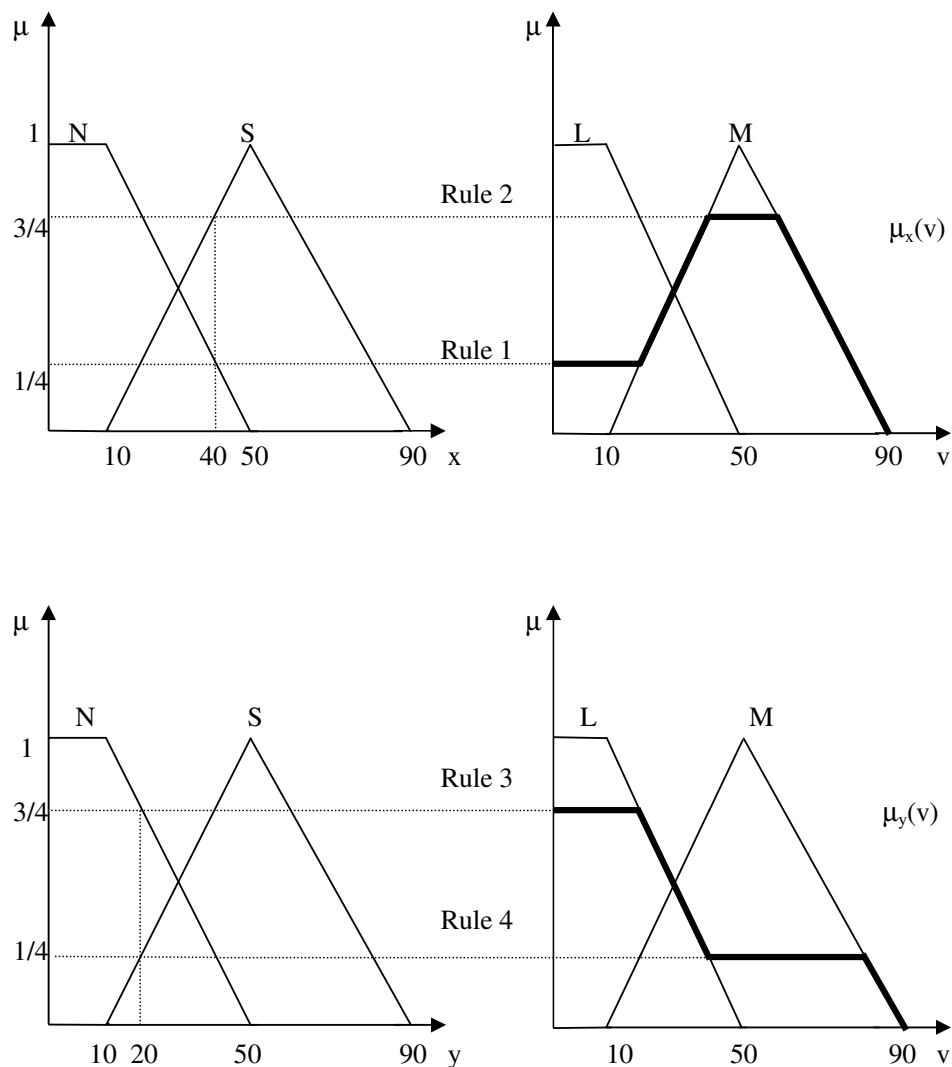 μ μ
1 N S L M
Rule 2
3/4 μx(v)
Rule 1
1/4
10 40 50 90 x 10 50 90 v
μ μ
N S L M
1
Rule 3
3/4 μy(v)
Rule 4
1/4
10 20 50 90 y 10 50 90 v